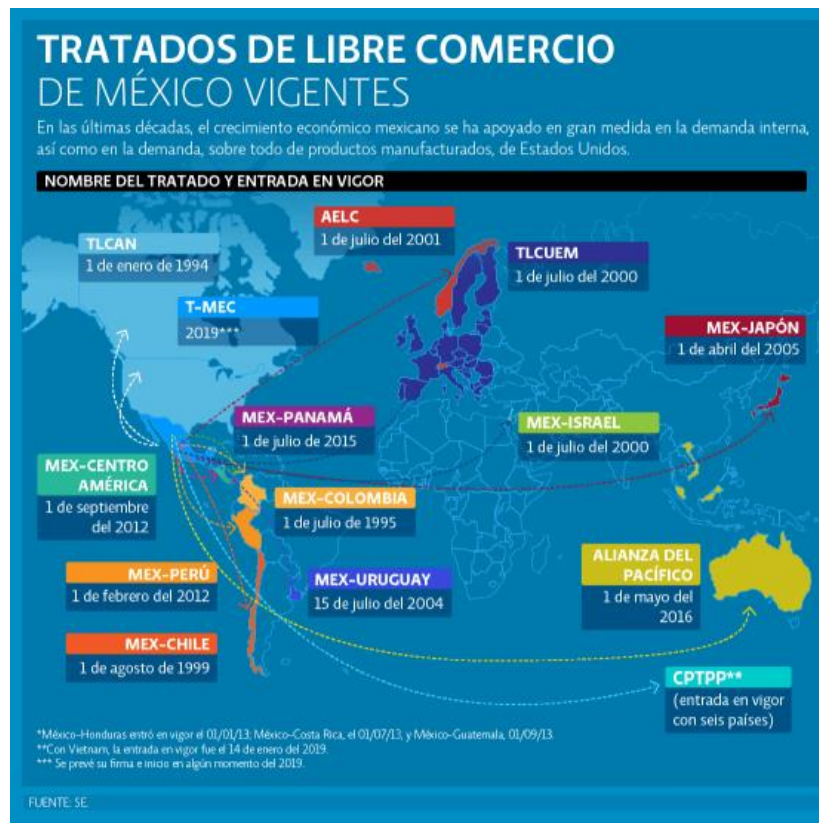 TRATADOS DE LIBRE COMERCIO
DE MÉXICO VIGENTES
En las últimas décadas, el crecimiento económico mexicano se ha apoyado en gran medida en la demanda interna,
así como en la demanda, sobre todo de productos manufacturados, de Estados Unidos.
NOMBRE DEL TRATADO Y ENTRADA EN VIGOR
AELC
1 de julio del 2001
TLCAN
1 de enero de 1994
TLCUEM
1 de julio del 2000
T-MEC
2019***
MEX-JAPÓN
1 de abril del 2005
MEX-PANAMÁ
1 de julio de 2015
MEX-ISRAEL
1 de julio del 2000
MEX-CENTRO
AMÉRICA
1 de septiembre
del 2012
MEX-COLOMBIA
1 de julio de 1995
MEX-PERÚ
1 de febrero del 2012
MEX-URUGUAY
15 de julio del 2004
ALIANZA DEL
PACÍFICO
1 de mayo del
2016
MEX-CHILE
1 de agosto de 1999
CPTPP**
(entrada en vigor
con seis países)
*México-Honduras entró en vigor el 01/01/13; México-Costa Rica, el 01/07/13, y México-Guatemala, 01/09/13.
**Con Vietnam, la entrada en vigor fue el 14 de enero del 2019.
*** Se prevé su firma e inicio en algún momento del 2019.
FUENTE: SE.